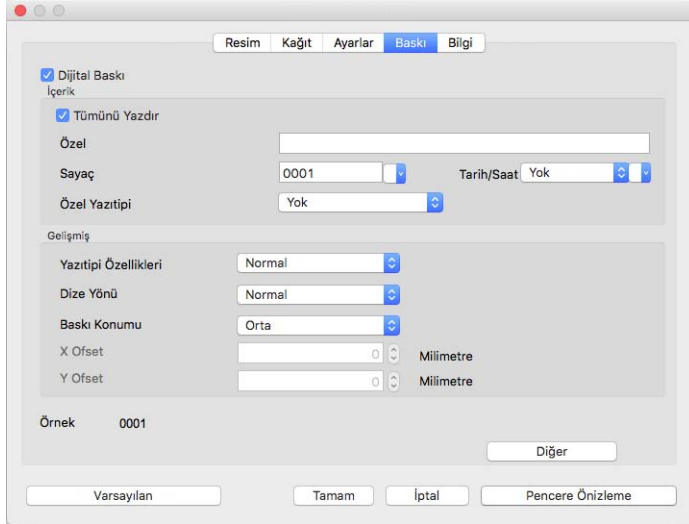 Resim Kağıt Ayarlar Baskı Bilgi
Dijital Baskı
İçerik
Tümünü Yazdır
Özel
Sayaç 0001 Tarih/Saat Yok
Özel Yazıtipi Yok
Gelişmiş
Yazıtipi Özellikleri Normal
Dize Yönü Normal
Baskı Konumu Orta
X Ofset 0 Milimetre
Y Ofset 0 Milimetre
Örnek 0001
Diğer
Varsayılan Tamam İptal Pencere Önizleme